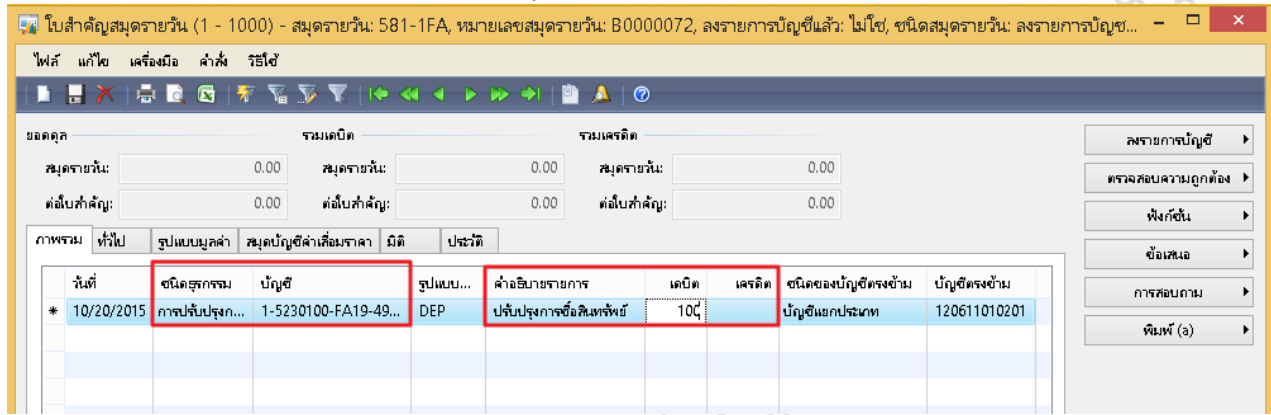 ใบสำคัญสมุดรายวัน (1 - 1000) - สมุดรายวัน: 581-1FA, หมายเลขสมุดรายวัน: B0000072, ลงรายการบัญชีแล้ว: ไม่ใช่, ชนิดสมุดรายวัน: ลงรายการบัญช...
ไฟล์ แก้ไข เครื่องมือ คำสั่ง วิธีใช้
ยอดดุล รวมเดบิต รวมเครดิต ลงรายการบัญชี
สมุดรายวัน: 0.00 สมุดรายวัน: 0.00 สมุดรายวัน: 0.00
ตรวจสอบความถูกต้อง
ต่อใบสำคัญ: 0.00 ต่อใบสำคัญ: 0.00 ต่อใบสำคัญ: 0.00
ฟังก์ชัน
ภาพรวม ทั่วไป รูปแบบมูลค่า สมุดบัญชีค่าเสื่อมราคา มิติ ประวัติ
ข้อเสนอ
วันที่ ชนิดธุรกรรม บัญชี รูปแบบ... คำอธิบายรายการ เดบิต เครดิต ชนิดของบัญชีตรงข้าม บัญชีตรงข้าม
การสอบถาม
* 10/20/2015 การปรับปรุงก... 1-5230100-FA19-49... DEP ปรับปรุงการซื้อสินทรัพย์ 100 บัญชีแยกประเภท 120611010201
พิมพ์ (a)